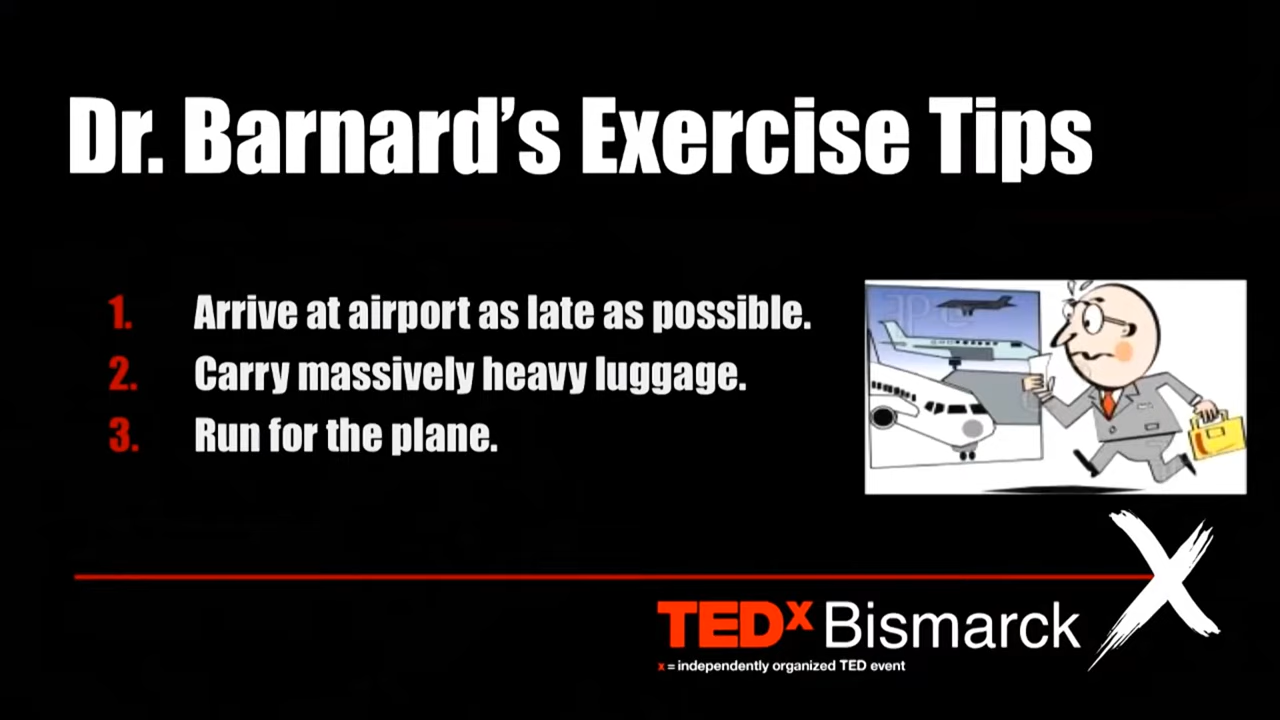 Dr. Barnard’s Exercise Tips
1. Arrive at airport as late as possible.
2. Carry massively heavy luggage.
3. Run for the plane.
X
TEDx Bismarck
x = independently organized TED event